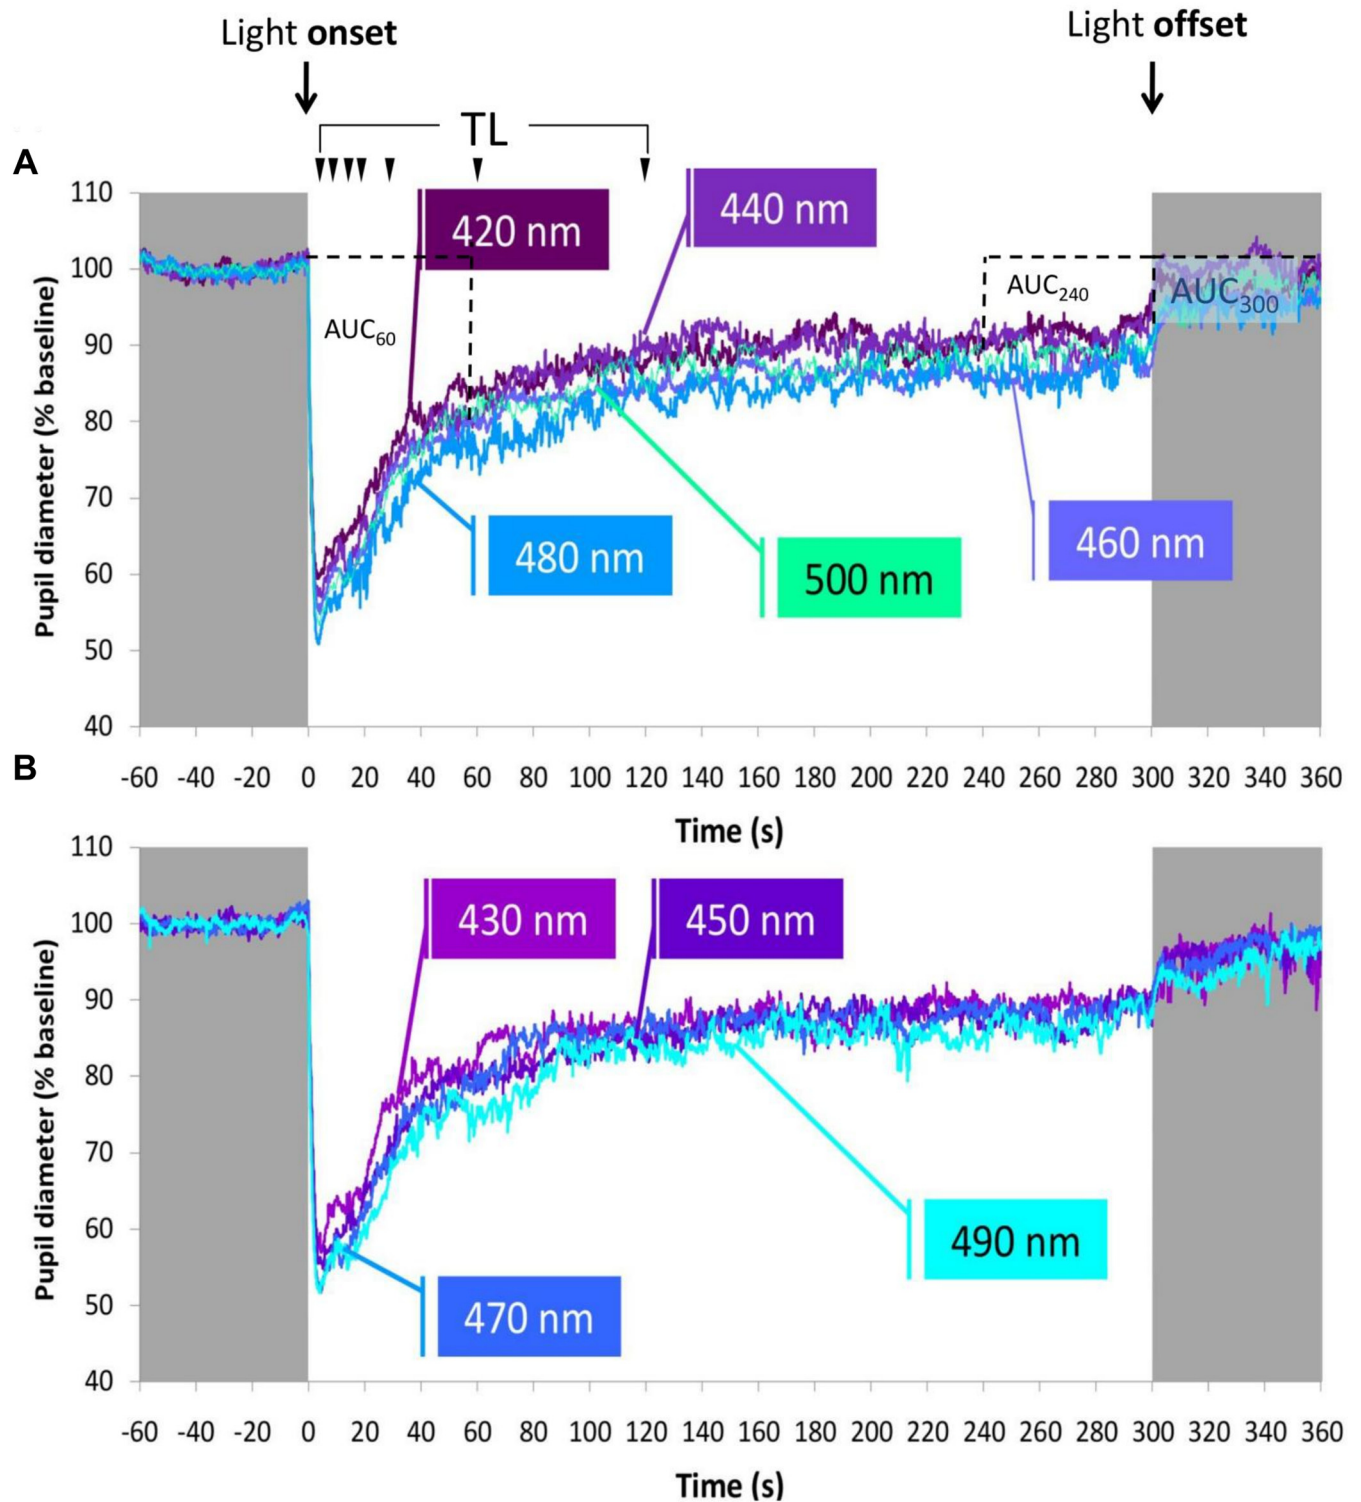 Light onset
Light offset
TL
A
110
100
90
80
70
60
50
40
Pupil diameter (% baseline)
420 nm
440 nm
AUC60
AUC240
AUC300
480 nm
500 nm
460 nm
-60 -40 -20 0 20 40 60 80 100 120 140 160 180 200 220 240 260 280 300 320 340 360
Time (s)
B
110
100
90
80
70
60
50
40
Pupil diameter (% baseline)
430 nm
450 nm
490 nm
470 nm
-60 -40 -20 0 20 40 60 80 100 120 140 160 180 200 220 240 260 280 300 320 340 360
Time (s)